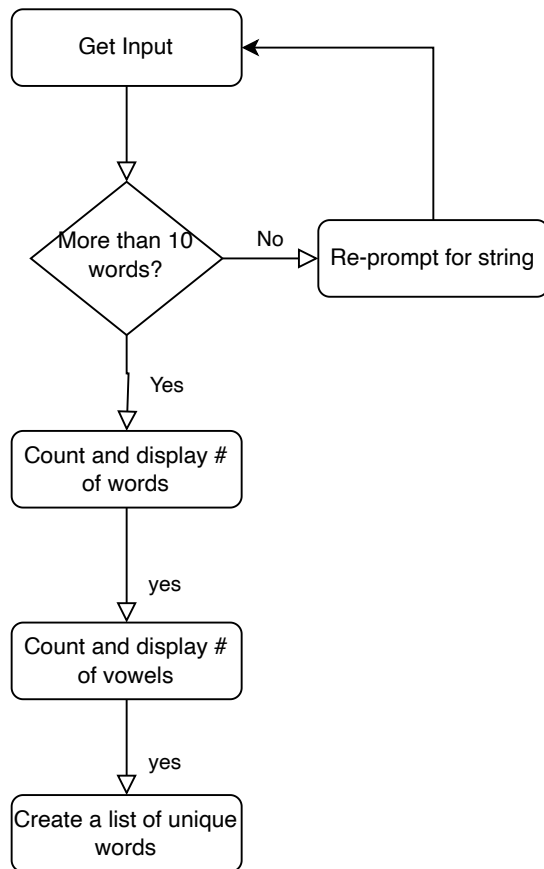 Get Input
More than 10
words?
No
Re-prompt for string
Yes
Count and display #
of words
yes
Count and display #
of vowels
yes
Create a list of unique
words